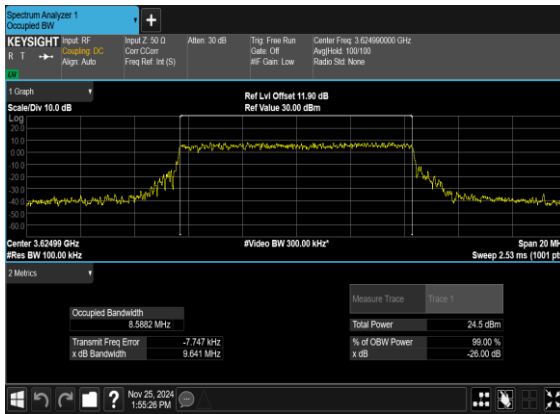 Spectrum Analyzer 1
Occupied BW
KEYSIGHT Input: RF Input Z: 50 Ω Atten: 30 dB Trig: Free Run Center Freq: 3.624990000 GHz
R T Coupling: DC Corr CCorr Gate: Off Avg|Hold: 100/100
Align: Auto Freq Ref: Int (S) #IF Gain: Low Radio Std: None
1 Graph
Ref Lvl Offset 11.90 dB
Scale/Div 10.0 dB Ref Value 30.00 dBm
Log
20.0
10.0
0.00
-10.0
-20.0
-30.0
-40.0
-50.0
-60.0
Center 3.62499 GHz #Video BW 300.00 kHz* Span 20 MH
#Res BW 100.00 kHz Sweep 2.53 ms (1001 pt
2 Metrics
Measure Trace Trace 1
Occupied Bandwidth
8.5882 MHz Total Power 24.5 dBm
Transmit Freq Error -7.747 kHz % of OBW Power 99.00 %
x dB Bandwidth 9.641 MHz x dB -26.00 dB
Nov 25, 2024
1:55:26 PM